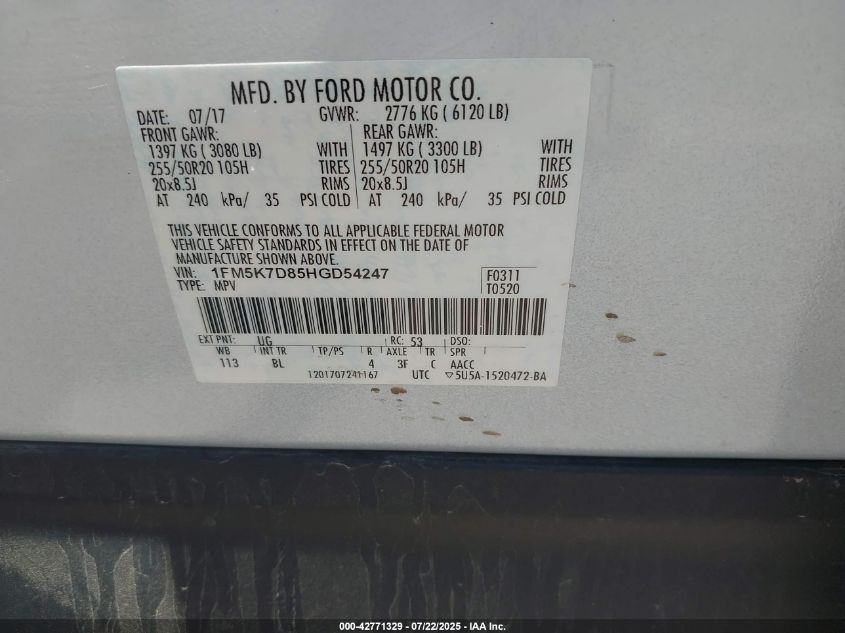 MFD. BY FORD MOTOR CO.
DATE: 07/17 GVWR: 2776 KG ( 6120 LB)
FRONT GAWR: REAR GAWR:
1397 KG ( 3080 LB) WITH 1497 KG ( 3300 LB) WITH
255/50R20 105H TIRES 255/50R20 105H TIRES
20x8.5J RIMS 20x8.5J RIMS
AT 240 kPa/ 35 PSI COLD AT 240 kPa/ 35 PSI COLD
THIS VEHICLE CONFORMS TO ALL APPLICABLE FEDERAL MOTOR
VEHICLE SAFETY STANDARDS IN EFFECT ON THE DATE OF
MANUFACTURE SHOWN ABOVE.
VIN: 1FM5K7D85HGD54247 F0311
TYPE: MPV T0520
EXT PNT: UG RC: 53 DSO:
WB INT TR TP/PS R AXLE TR SPR
113 BL 4 3F C AACC
1201707241167 UTC ▽5U5A-1520472-BA
000-42771329 - 07/22/2025 - IAA Inc.